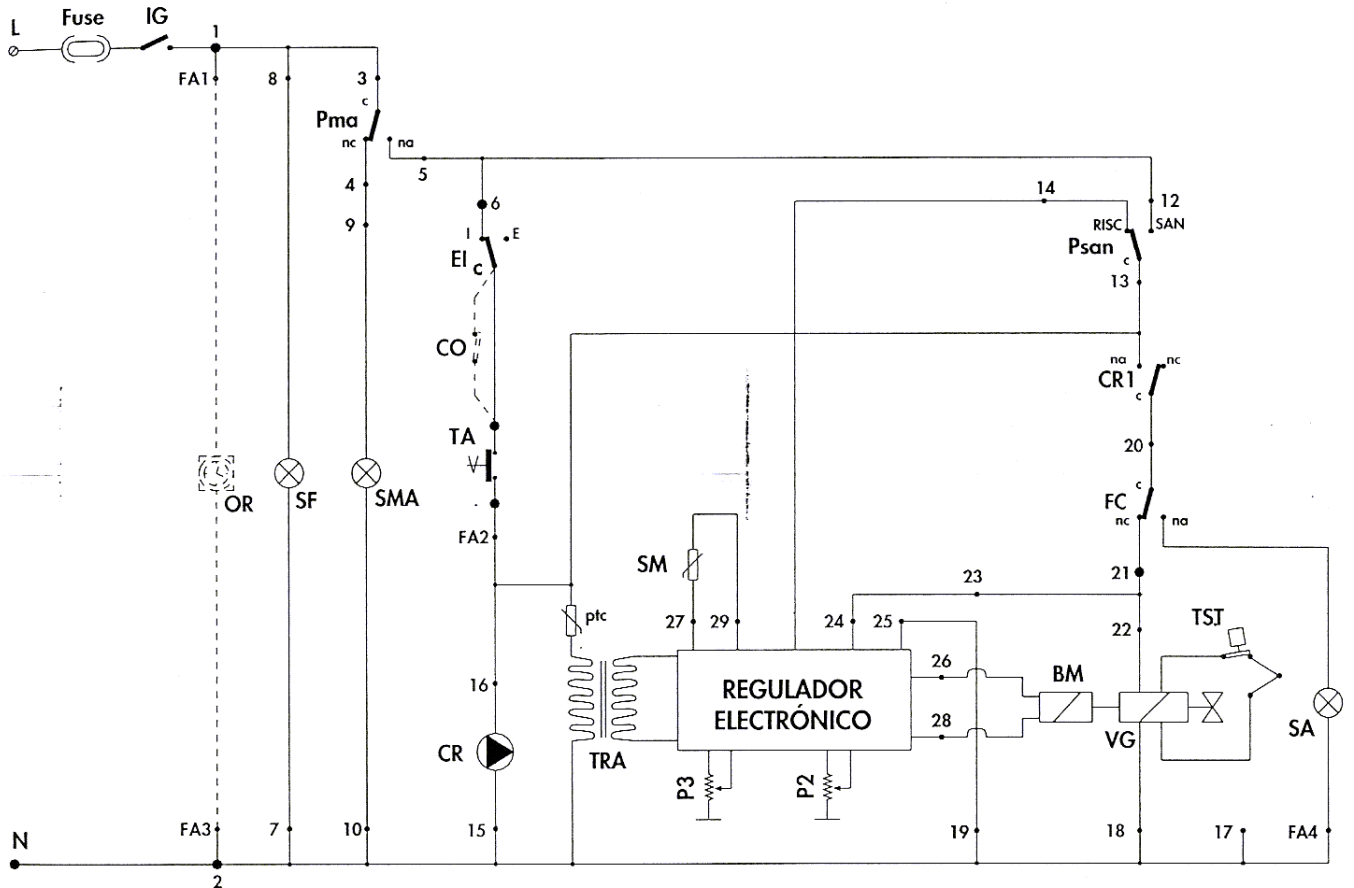 L
Fuse
IG
1
FA1
8
3
c
Pma
nc
na
4
5
9
6
I
E
EI
c
14
12
RISC
SAN
Psan
c
13
CO
na
nc
CR1
c
TA
20
c
FC
nc
na
OR
SF
SMA
FA2
SM
23
21
ptc
27
29
24
25
22
TST
16
26
BM
REGULADOR
ELECTRÓNICO
28
VG
SA
CR
TRA
P3
P2
N
FA3
7
10
15
19
18
17
FA4
2